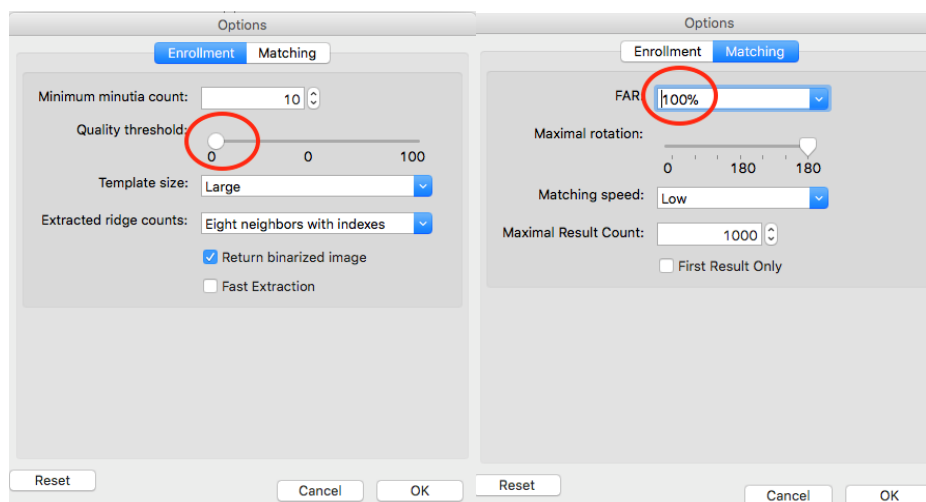 Options
Enrollment Matching
Minimum minutia count: 10
Quality threshold:
0 0 100
Template size: Large
Extracted ridge counts: Eight neighbors with indexes
Return binarized image
Fast Extraction
Reset
Cancel OK
Options
Enrollment Matching
FAR: 100%
Maximal rotation:
0 180 180
Matching speed: Low
Maximal Result Count: 1000
First Result Only
Reset
Cancel OK